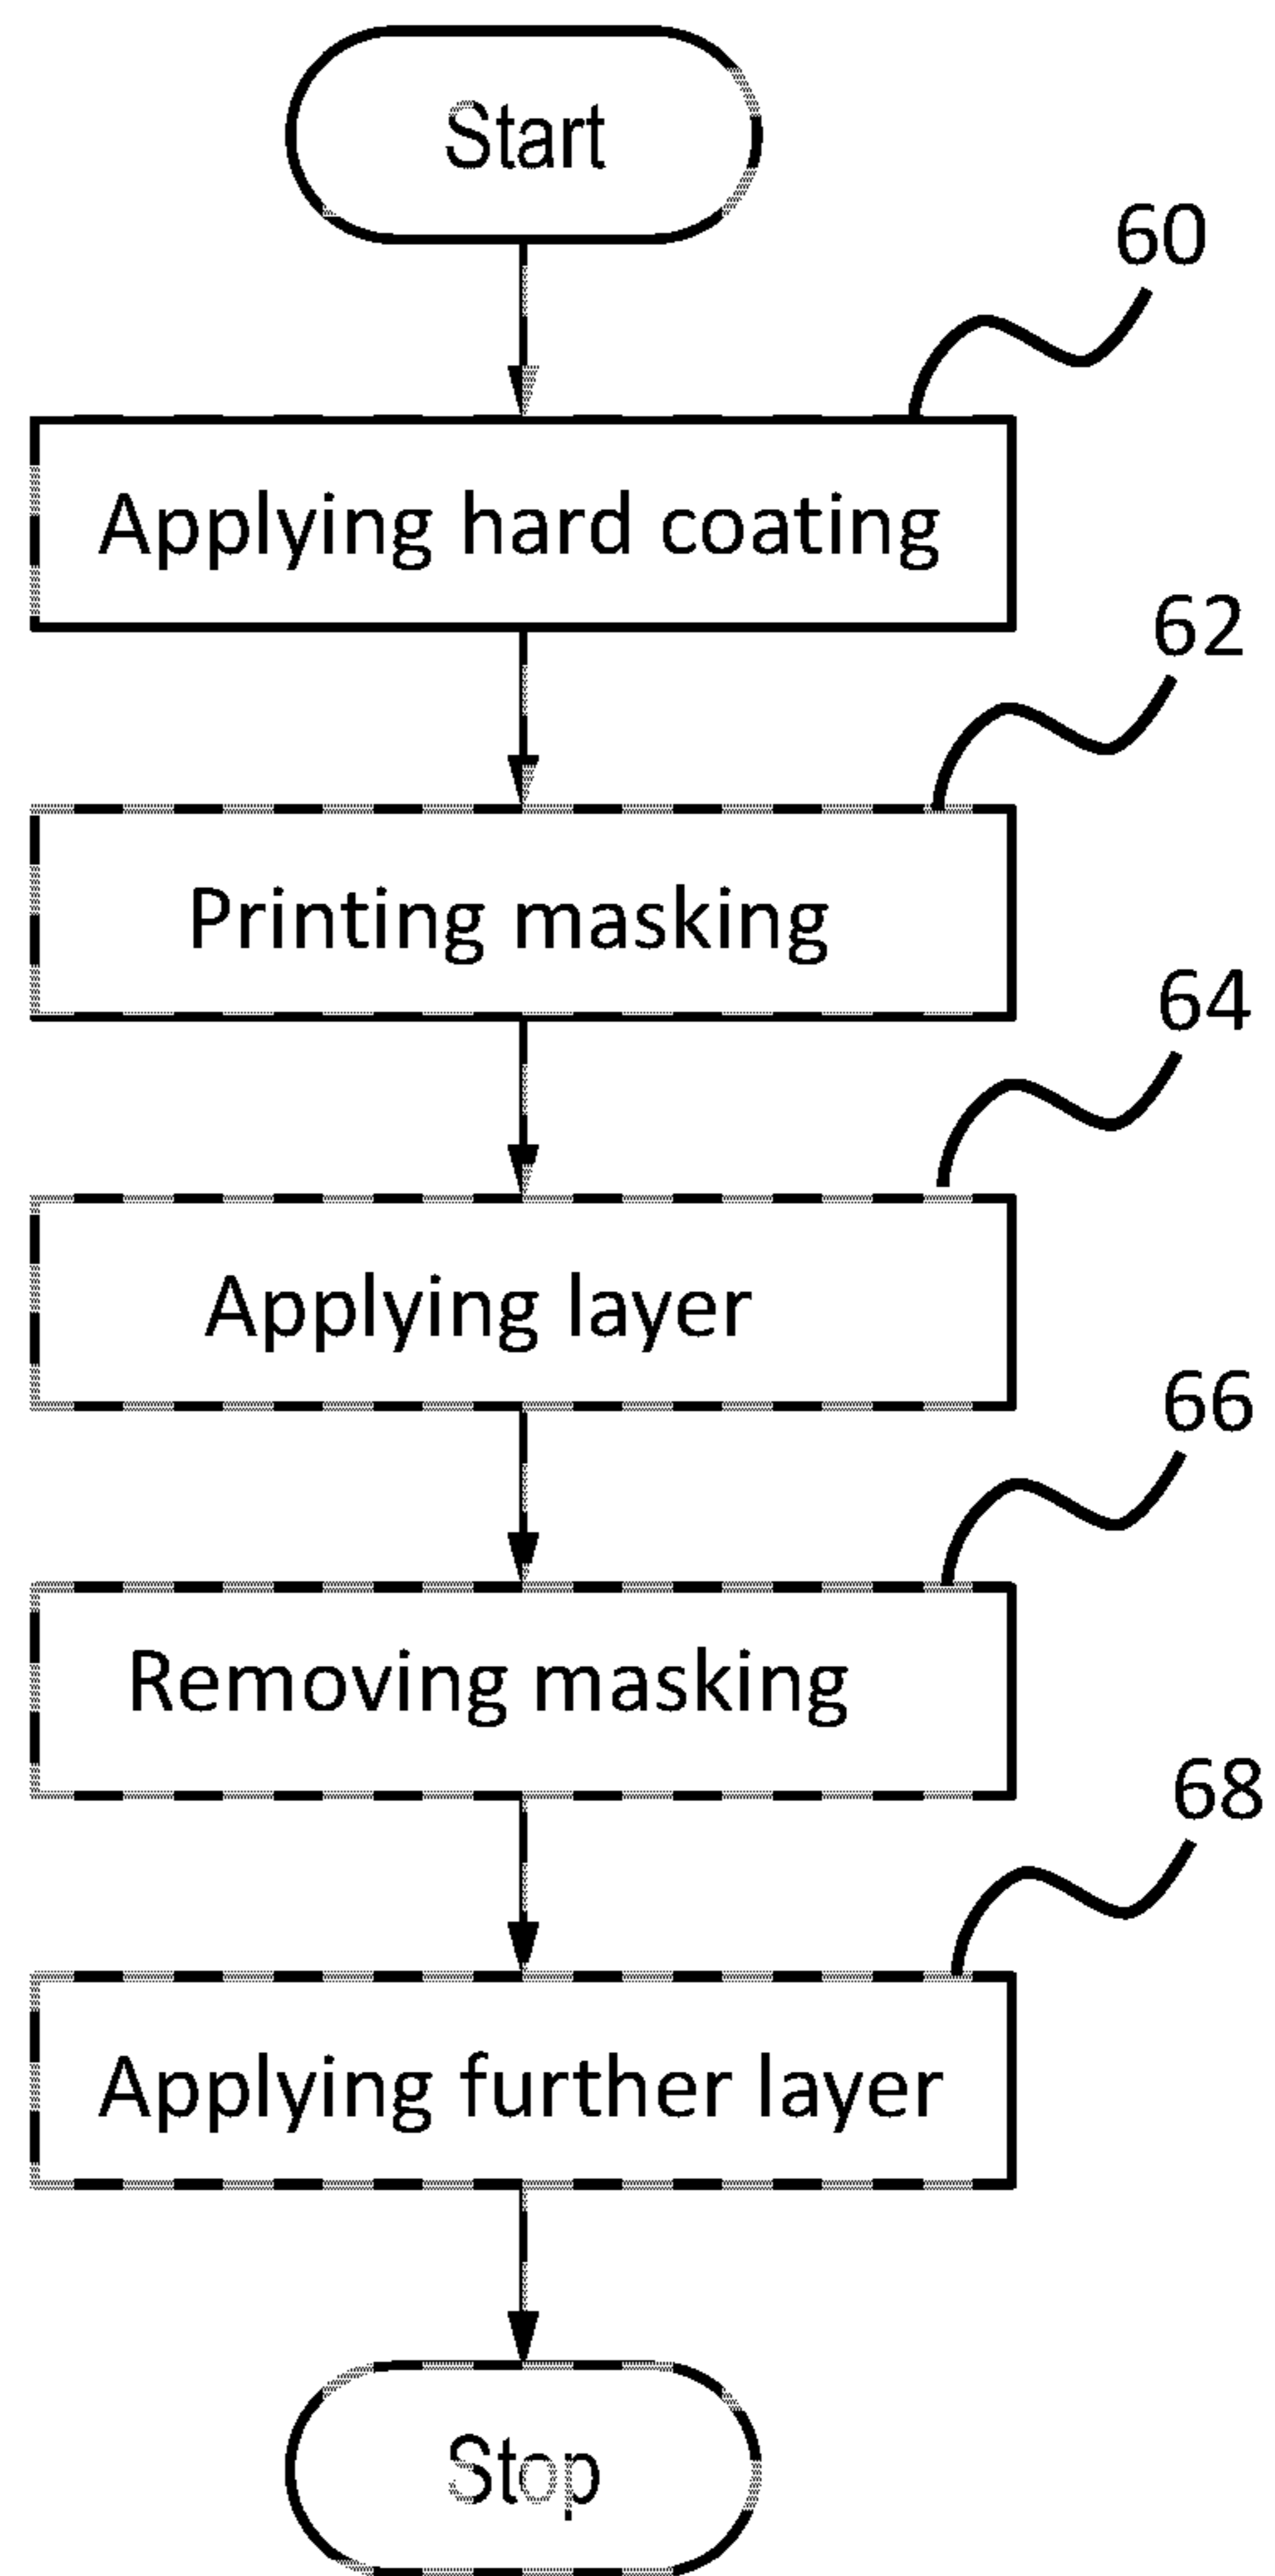 Start
60
Applying hard coating
62
Printing masking
64
Applying layer
66
Removing masking
68
Applying further layer
Stop